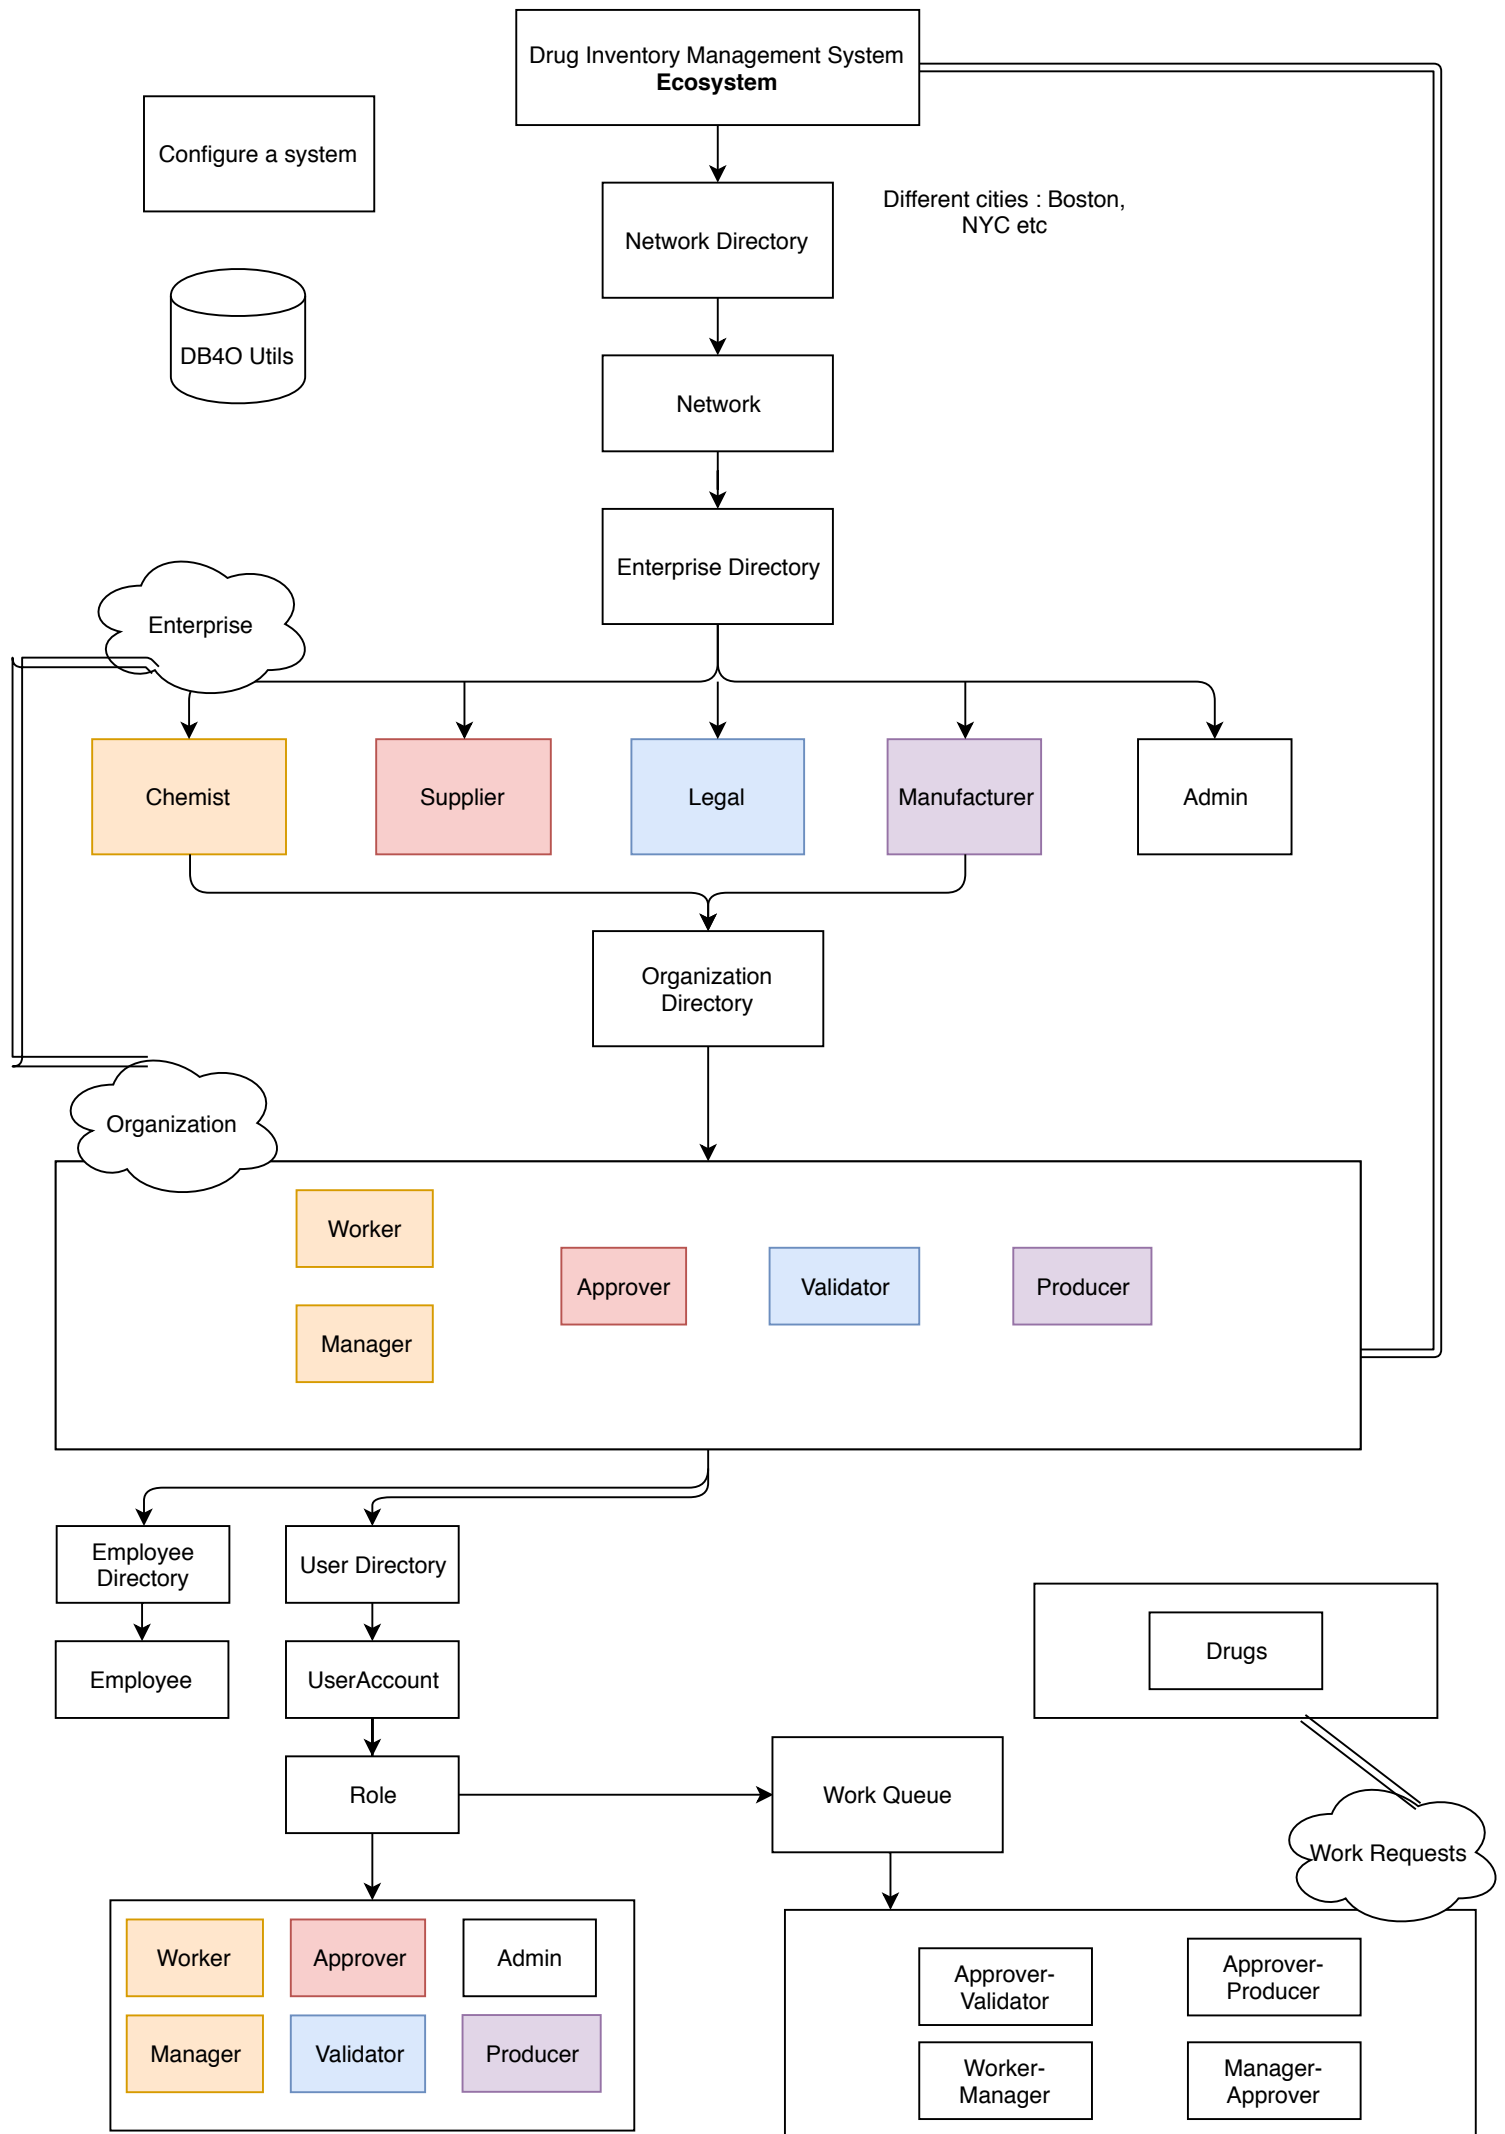 Drug Inventory Management System
Ecosystem
Configure a system
Different cities : Boston,
NYC etc
Network Directory
DB4O Utils
Network
Enterprise Directory
Enterprise
Chemist
Supplier
Legal
Manufacturer
Admin
Organization
Directory
Organization
Worker
Approver
Validator
Producer
Manager
Employee
Directory
User Directory
Drugs
Employee
UserAccount
Role
Work Queue
Work Requests
Worker
Approver
Admin
Manager
Validator
Producer
Approver-
Validator
Approver-
Producer
Worker-
Manager
Manager-
Approver